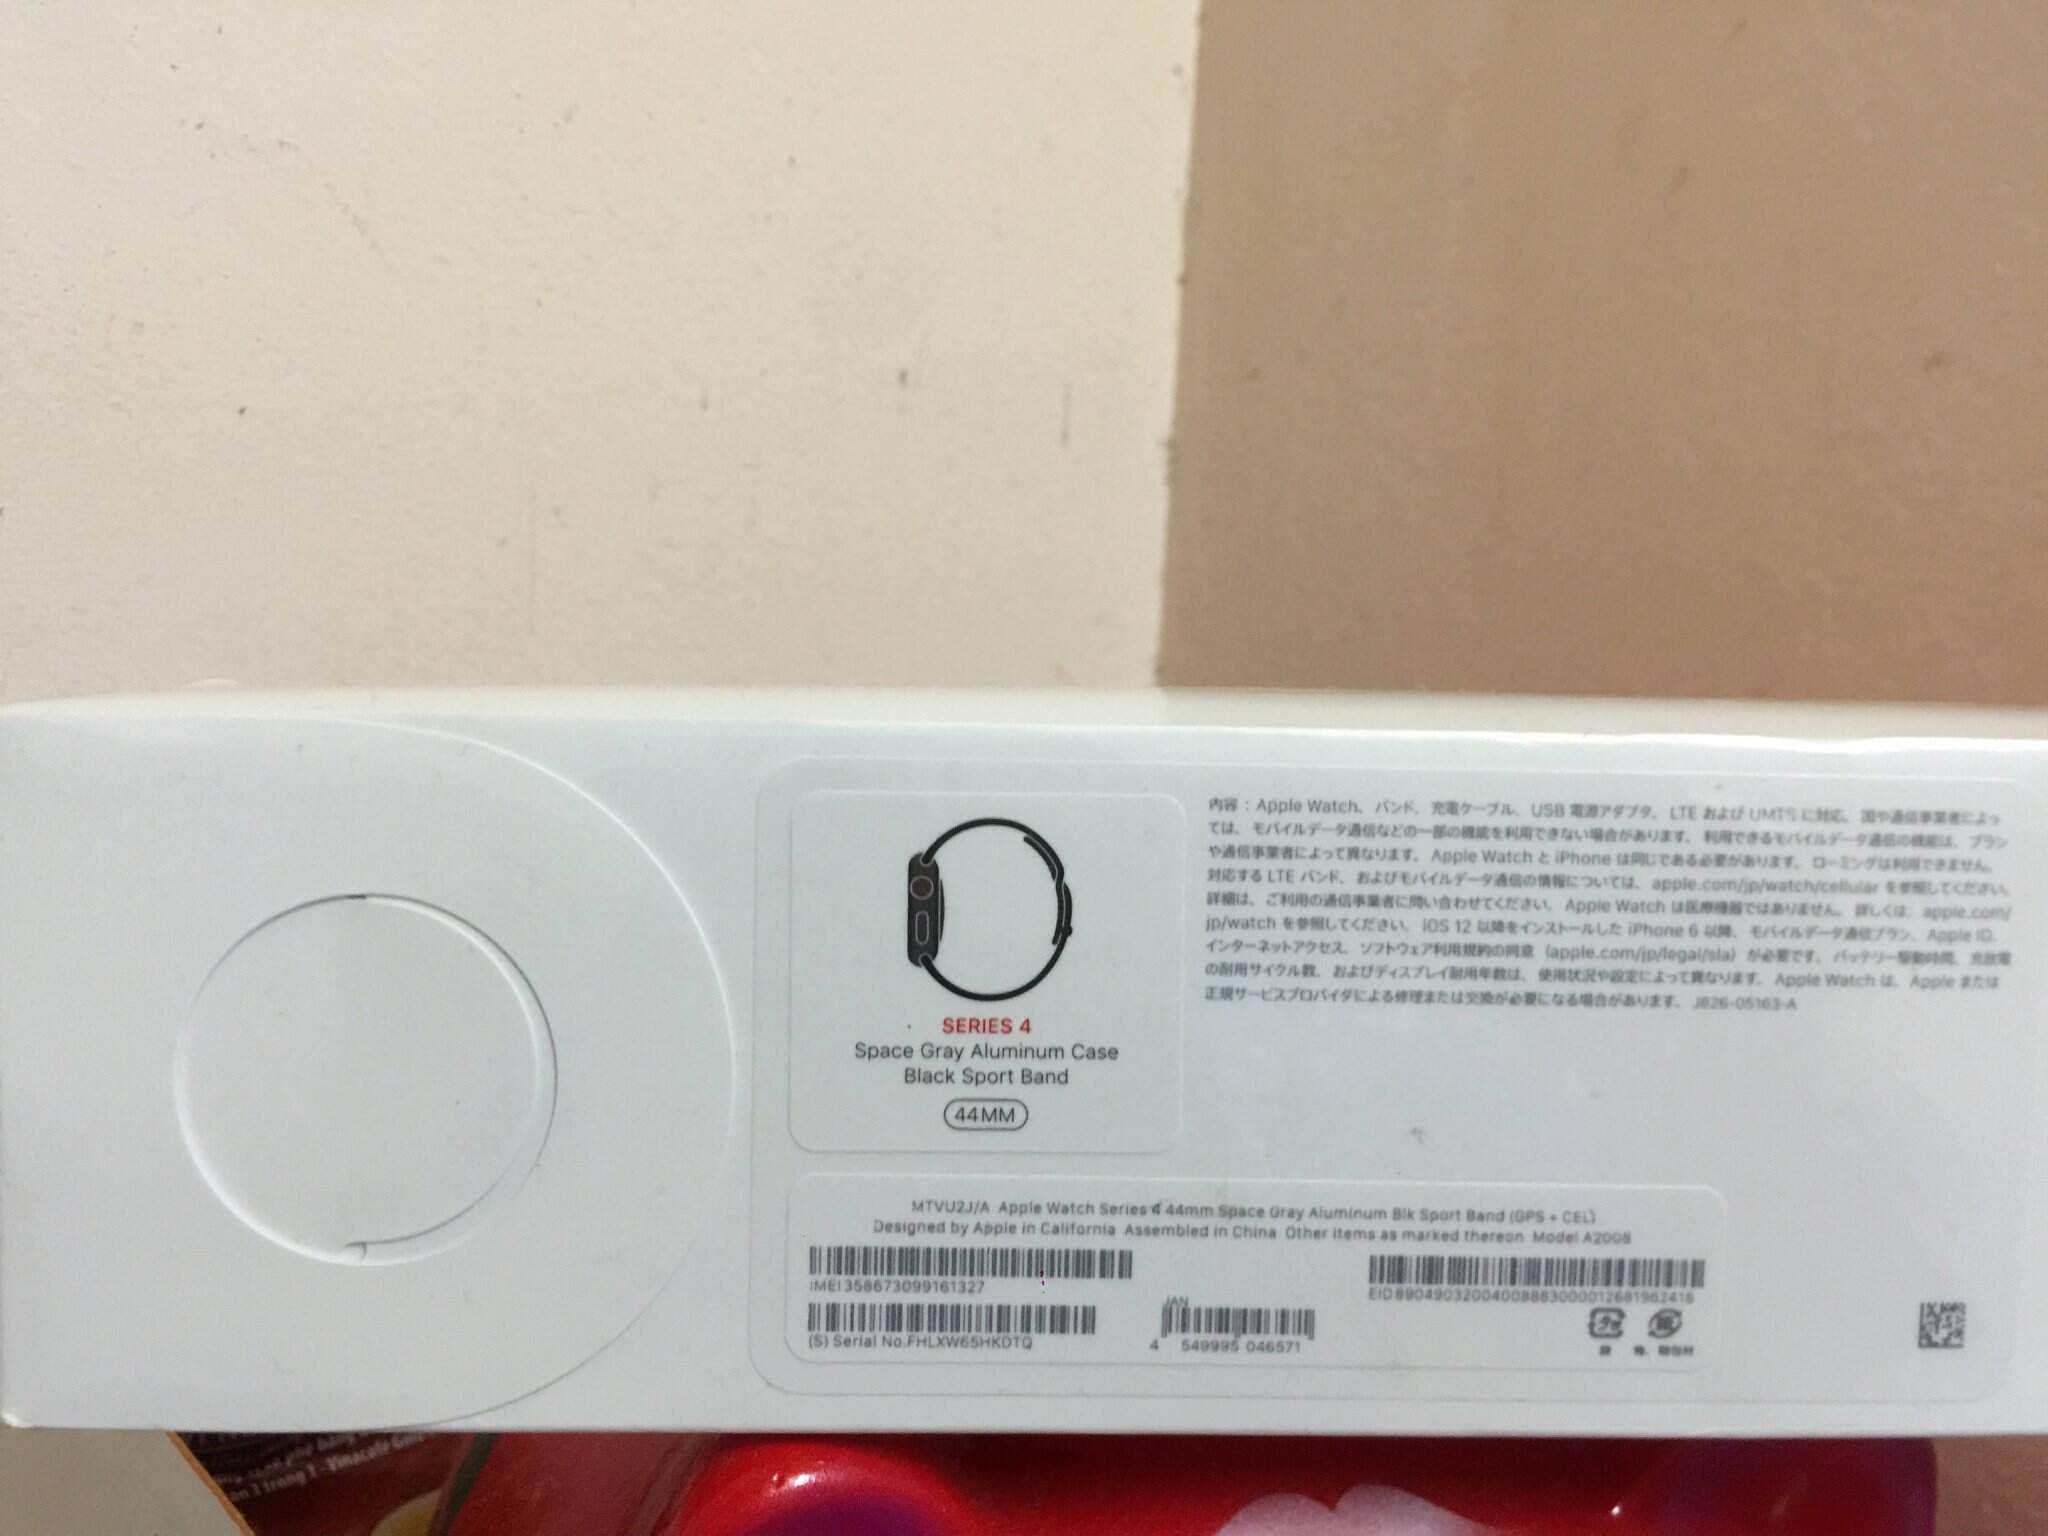 SERIES 4
Space Gray Aluminum Case
Black Sport Band
44MM
内容：Apple Watch、バンド、充電ケーブル、USB 電源アダプタ。LTE および UMTS に対応。国や通信事業者によっ
ては、モバイルデータ通信などの一部の機能を利用できない場合があります。利用できるモバイルデータ通信の機能は、プラン
や通信事業者によって異なります。Apple Watch と iPhone は同じである必要があります。ローミングは利用できません。
対応する LTE バンド、およびモバイルデータ通信の情報については、apple.com/jp/watch/cellular を参照してください。
詳細は、ご利用の通信事業者に問い合わせてください。Apple Watch は医療機器ではありません。詳しくは、apple.com/
jp/watch を参照してください。iOS 12 以降をインストールした iPhone 6 以降、モバイルデータ通信プラン、Apple ID、
インターネットアクセス、ソフトウェア利用規約の同意（apple.com/jp/legal/sla）が必要です。バッテリー駆動時間、充放電
の耐用サイクル数、およびディスプレイ耐用年数は、使用状況や設定によって異なります。Apple Watch は、Apple または
正規サービスプロバイダによる修理または交換が必要になる場合があります。J826-05163-A
MTVU2J/A Apple Watch Series 4 44mm Space Gray Aluminum Blk Sport Band (GPS + CEL)
Designed by Apple in California Assembled in China Other items as marked thereon Model A2008
IMEI 358673099161327
EID 89049032004008883000012681962416
(S) Serial No. FHLXW65HKDTQ
JAN
4 549995 046571
プラ
紙
3 trong 1 - Vinacafe